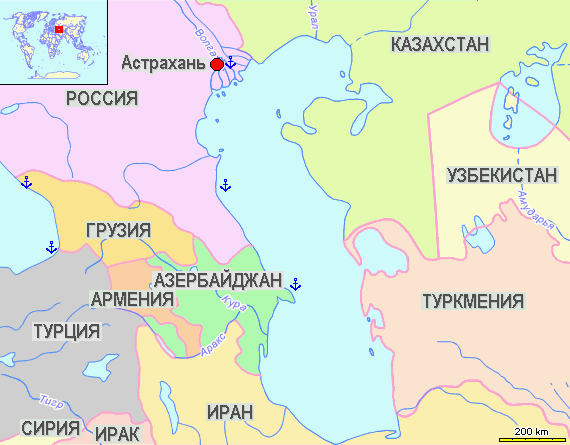 Волга
Урал
КАЗАХСТАН
Астрахань
РОССИЯ
УЗБЕКИСТАН
Амударья
ГРУЗИЯ
АЗЕРБАЙДЖАН
АРМЕНИЯ
Кура
ТУРКМЕНИЯ
ТУРЦИЯ
Аракс
Тигр
ИРАН
СИРИЯ
ИРАК
200 km